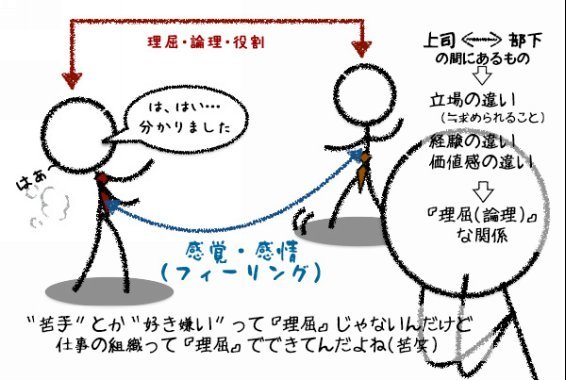 理屈・論理・役割
上司 ⟷ 部下
の間にあるもの
は、はい…
分かりました
立場の違い
(≒求められること)
経験の違い
価値感の違い
はぁ〜
『理屈(論理)』
な関係
感覚・感情
(フィーリング)
"苦手"とか"好き嫌い"って『理屈』じゃないんだけど
仕事の組織って『理屈』でできてんだよね(苦笑)